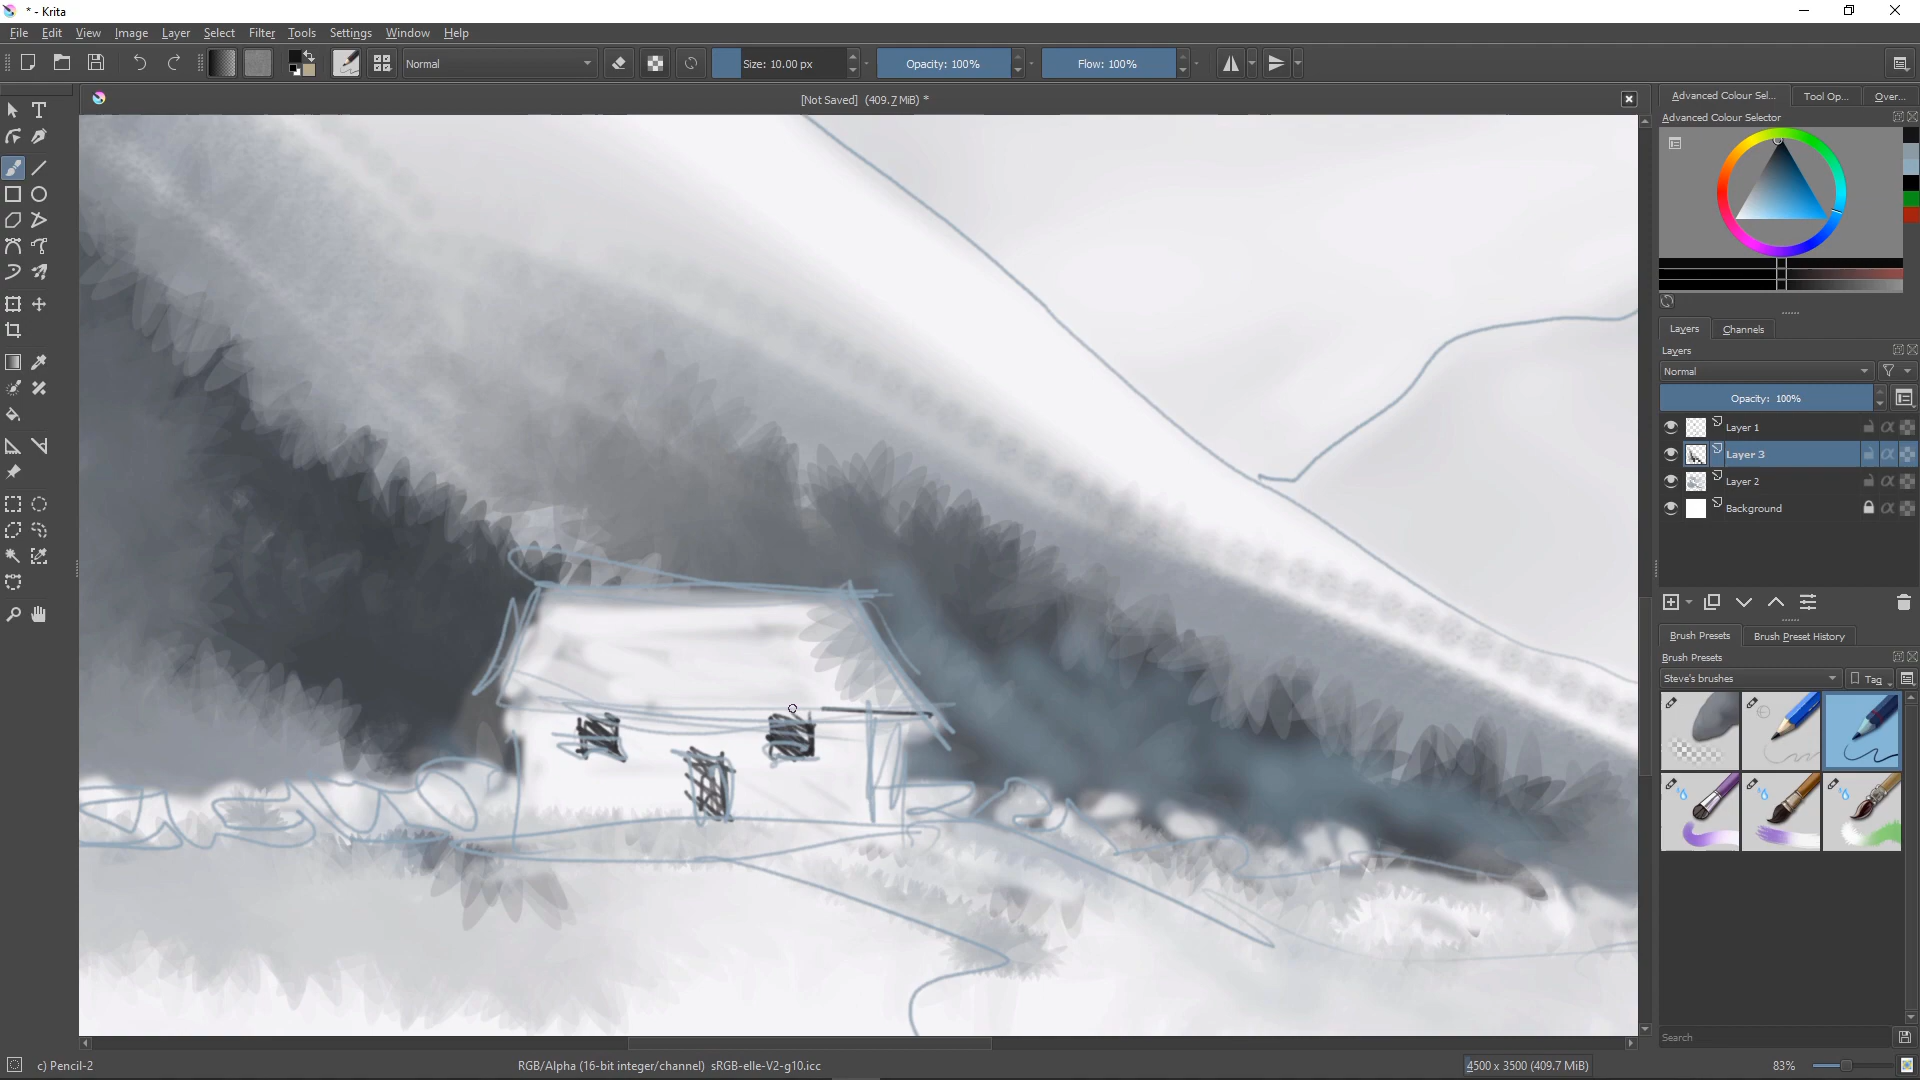 * - Krita
File Edit View Image Layer Select Filter Tools Settings Window Help
Normal Size: 10.00 px Opacity: 100% Flow: 100%
[Not Saved] (409.7 MiB) *
Advanced Colour Sel... Tool Op... Over...
Advanced Colour Selector
Layers Channels
Layers
Normal
Opacity: 100%
Layer 1
Layer 3
Layer 2
Background
Brush Presets Brush Preset History
Brush Presets
Steve's brushes Tag
Search
c) Pencil-2 RGB/Alpha (16-bit integer/channel) sRGB-elle-V2-g10.icc 4500 x 3500 (409.7 MiB) 83%